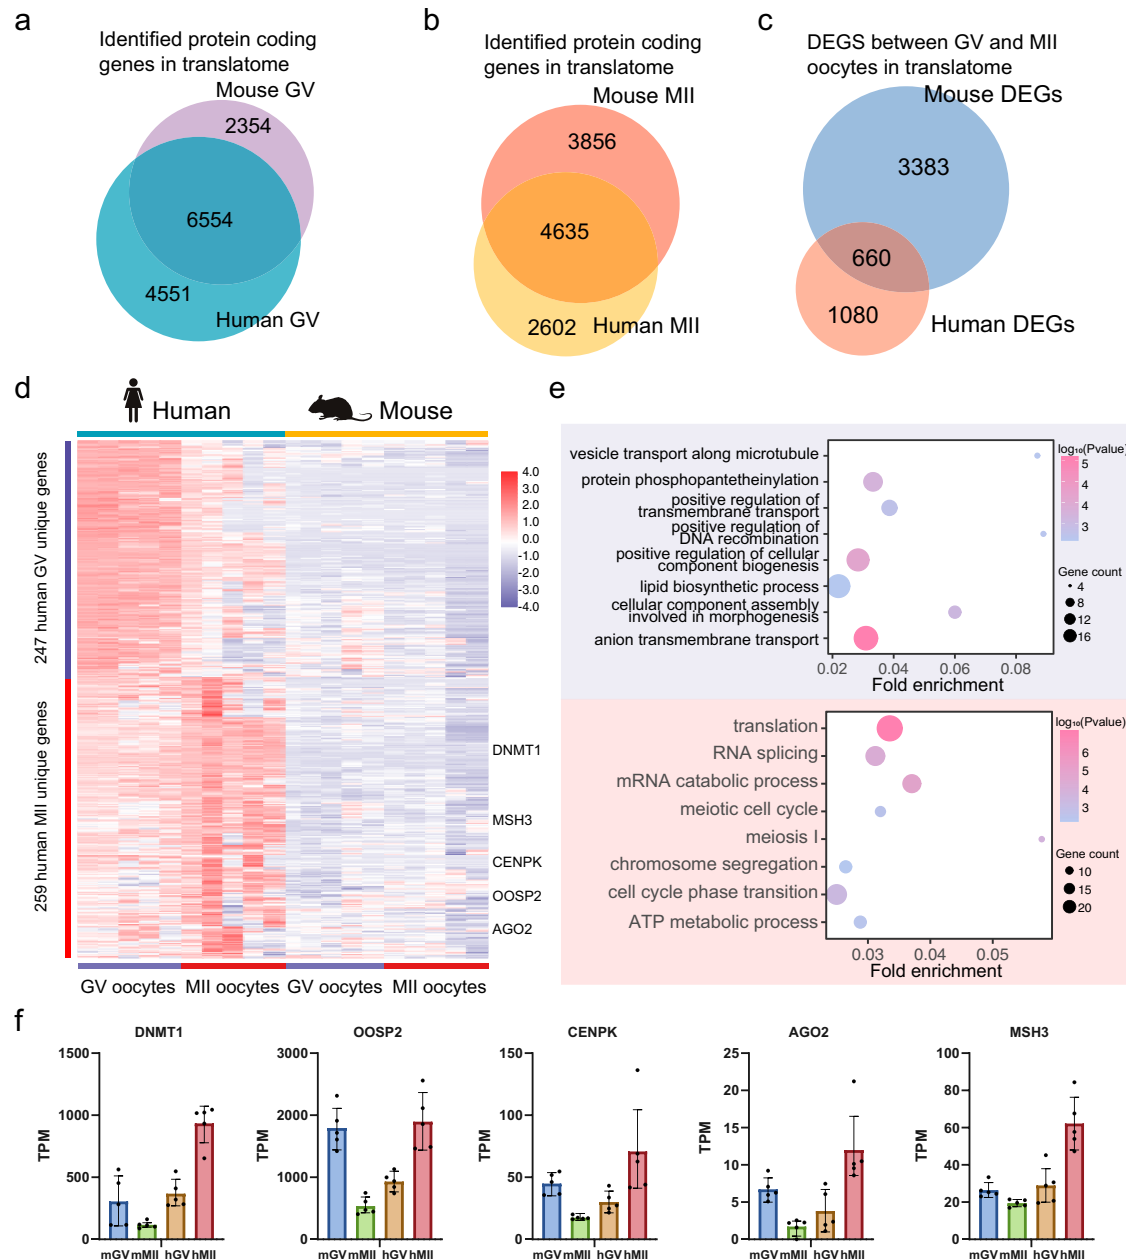 a
Identified protein coding
genes in translatome
Mouse GV
2354
6554
4551
Human GV
b
Identified protein coding
genes in translatome
Mouse MII
3856
4635
2602
Human MII
c
DEGS between GV and MII
oocytes in translatome
Mouse DEGs
3383
660
1080
Human DEGs
d
Human
Mouse
247 human GV unique genes
259 human MII unique genes
4.0
3.0
2.0
1.0
0.0
-1.0
-2.0
-3.0
-4.0
DNMT1
MSH3
CENPK
OOSP2
AGO2
GV oocytes
MII oocytes
GV oocytes
MII oocytes
e
vesicle transport along microtubule
protein phosphopantetheinylation
positive regulation of
transmembrane transport
positive regulation of
DNA recombination
positive regulation of cellular
component biogenesis
lipid biosynthetic process
cellular component assembly
involved in morphogenesis
anion transmembrane transport
0.02 0.04 0.06 0.08
Fold enrichment
log₁₀(Pvalue)
5
4
4
3
Gene count
4
8
12
16
translation
RNA splicing
mRNA catabolic process
meiotic cell cycle
meiosis I
chromosome segregation
cell cycle phase transition
ATP metabolic process
0.03 0.04 0.05
Fold enrichment
log₁₀(Pvalue)
6
5
4
3
Gene count
10
15
20
f
DNMT1
TPM
1500
1000
500
0
mGV mMII hGV hMII
OOSP2
TPM
3000
2000
1000
0
mGV mMII hGV hMII
CENPK
TPM
150
100
50
0
mGV mMII hGV hMII
AGO2
TPM
25
20
15
10
5
0
mGV mMII hGV hMII
MSH3
TPM
100
80
60
40
20
0
mGV mMII hGV hMII